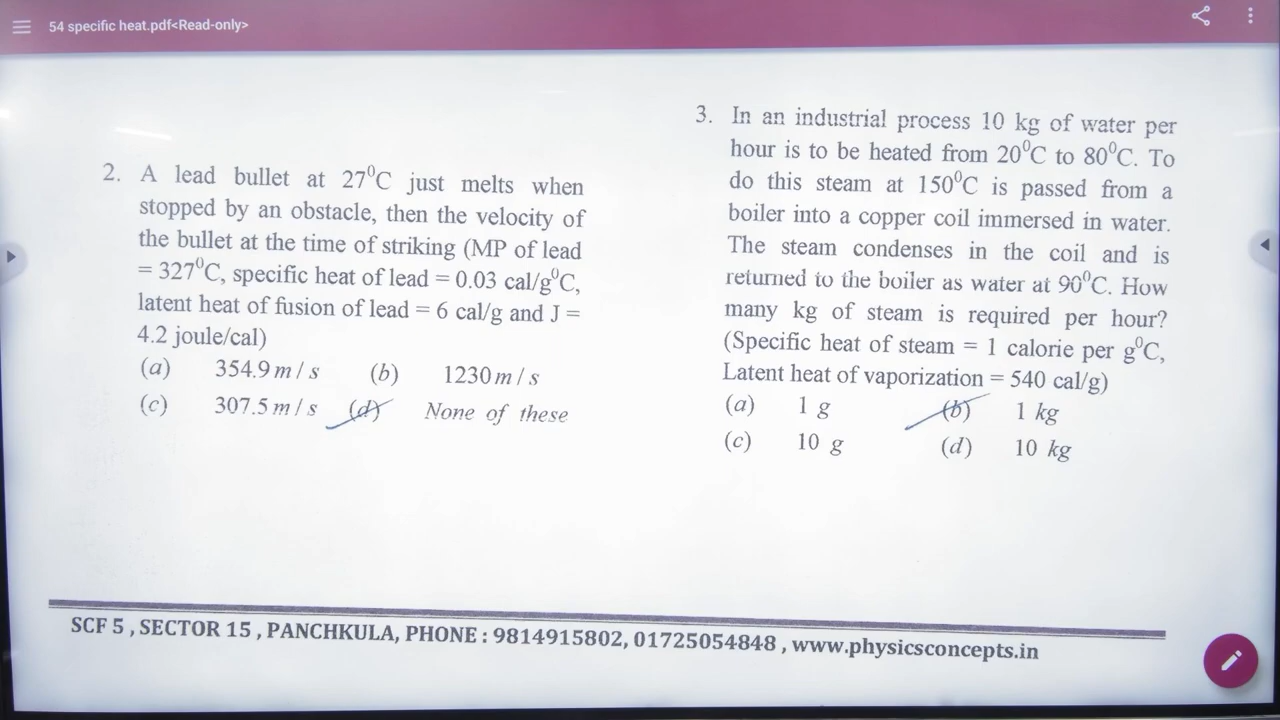 54 specific heat.pdf<Read-only>
2. A lead bullet at 27⁰C just melts when
stopped by an obstacle, then the velocity of
the bullet at the time of striking (MP of lead
= 327⁰C, specific heat of lead = 0.03 cal/g⁰C,
latent heat of fusion of lead = 6 cal/g and J =
4.2 joule/cal)
(a) 354.9 m / s (b) 1230 m / s
(c) 307.5 m / s (d) None of these
3. In an industrial process 10 kg of water per
hour is to be heated from 20⁰C to 80⁰C. To
do this steam at 150⁰C is passed from a
boiler into a copper coil immersed in water.
The steam condenses in the coil and is
returned to the boiler as water at 90⁰C. How
many kg of steam is required per hour?
(Specific heat of steam = 1 calorie per g⁰C,
Latent heat of vaporization = 540 cal/g)
(a) 1 g (b) 1 kg
(c) 10 g (d) 10 kg
SCF 5 , SECTOR 15 , PANCHKULA, PHONE : 9814915802, 01725054848 , www.physicsconcepts.in